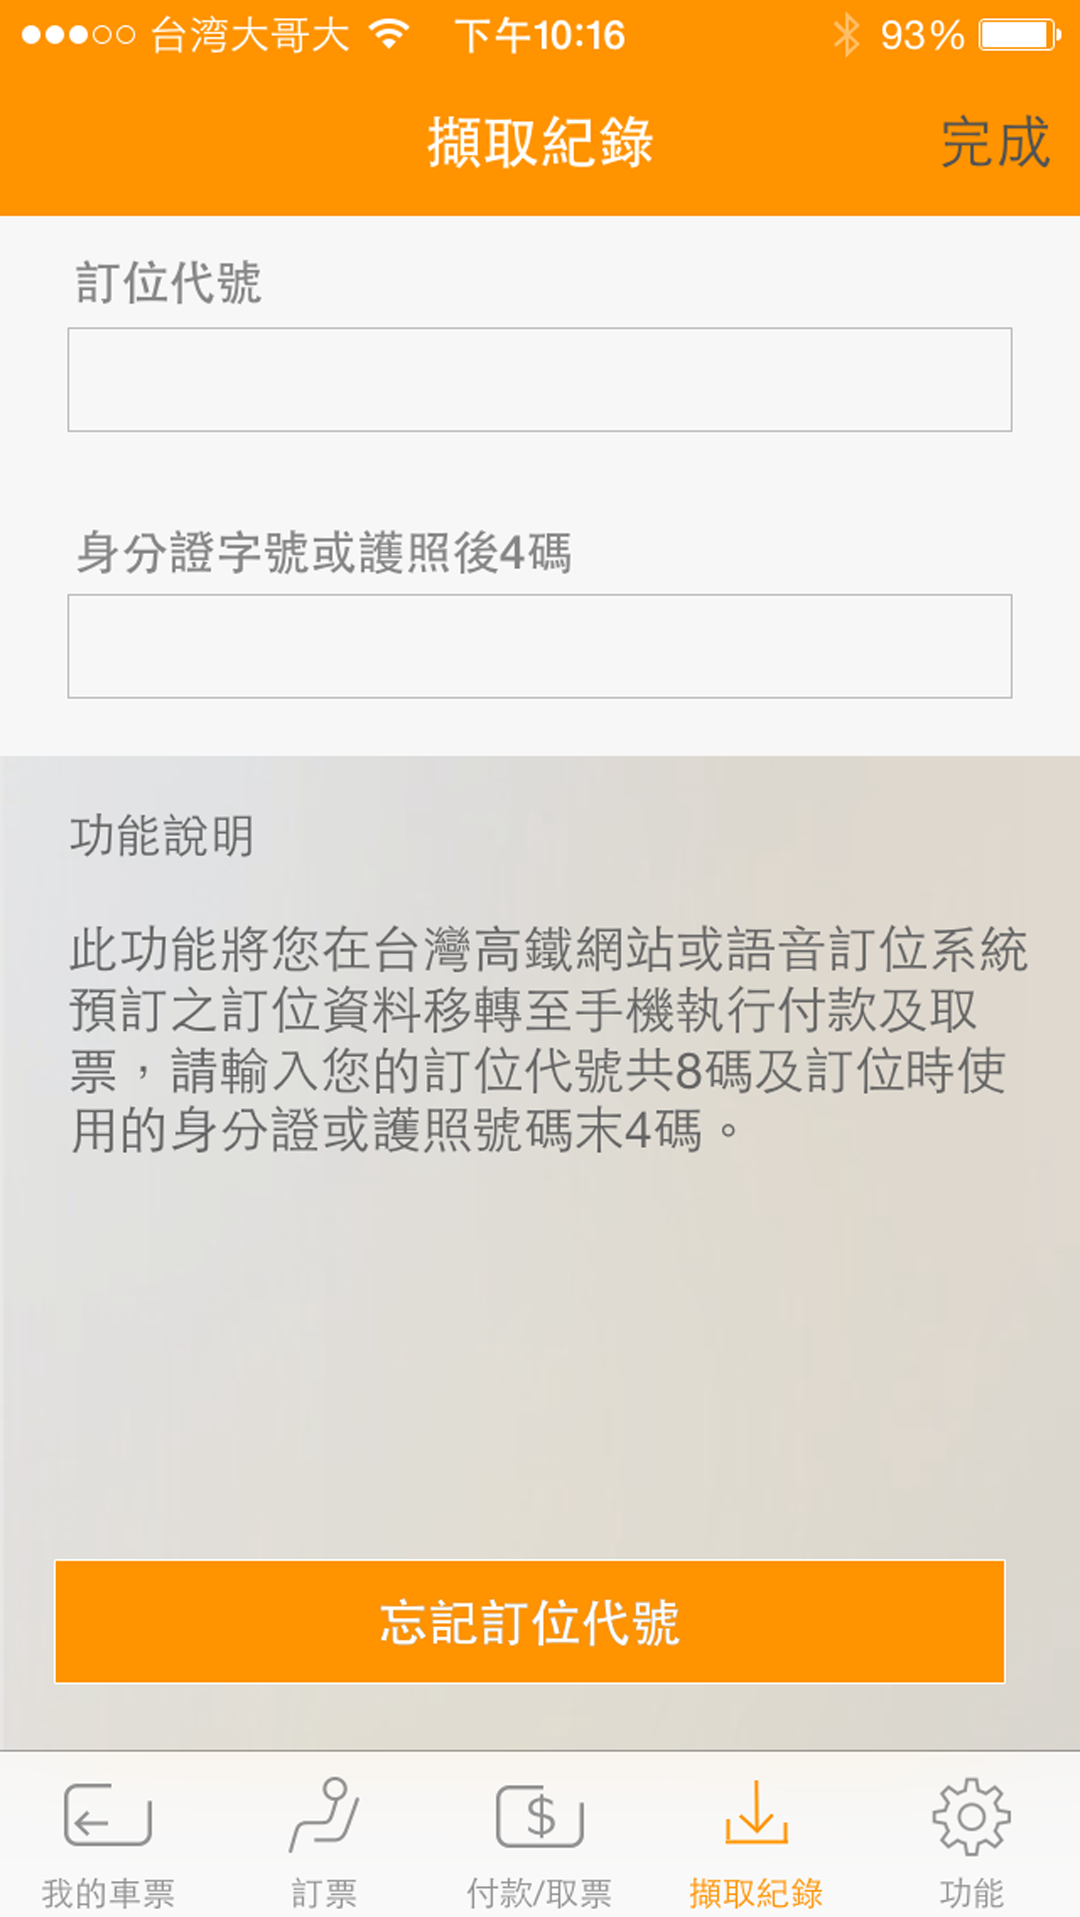 台湾大哥大 下午10:16 93%
擷取紀錄 完成
訂位代號
身分證字號或護照後4碼
功能說明
此功能將您在台灣高鐵網站或語音訂位系統
預訂之訂位資料移轉至手機執行付款及取
票，請輸入您的訂位代號共8碼及訂位時使
用的身分證或護照號碼末4碼。
忘記訂位代號
我的車票 訂票 付款/取票 擷取紀錄 功能